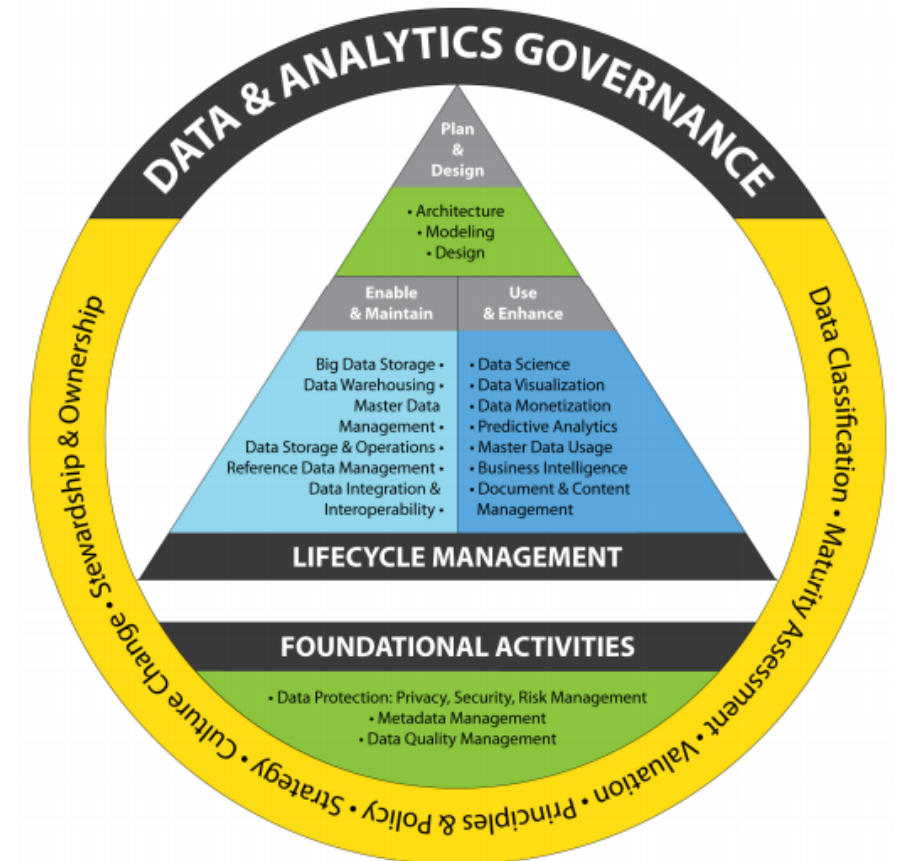 DATA & ANALYTICS GOVERNANCE
Plan
&
Design
• Architecture
• Modeling
• Design
Enable
& Maintain
Use
& Enhance
Big Data Storage •
Data Warehousing •
Master Data
Management •
Data Storage & Operations •
Reference Data Management •
Data Integration &
Interoperability •
• Data Science
• Data Visualization
• Data Monetization
• Predictive Analytics
• Master Data Usage
• Business Intelligence
• Document & Content
Management
LIFECYCLE MANAGEMENT
FOUNDATIONAL ACTIVITIES
• Data Protection: Privacy, Security, Risk Management
• Metadata Management
• Data Quality Management
Data Classification • Maturity Assessment • Valuation • Principles & Policy • Strategy • Culture Change • Stewardship & Ownership